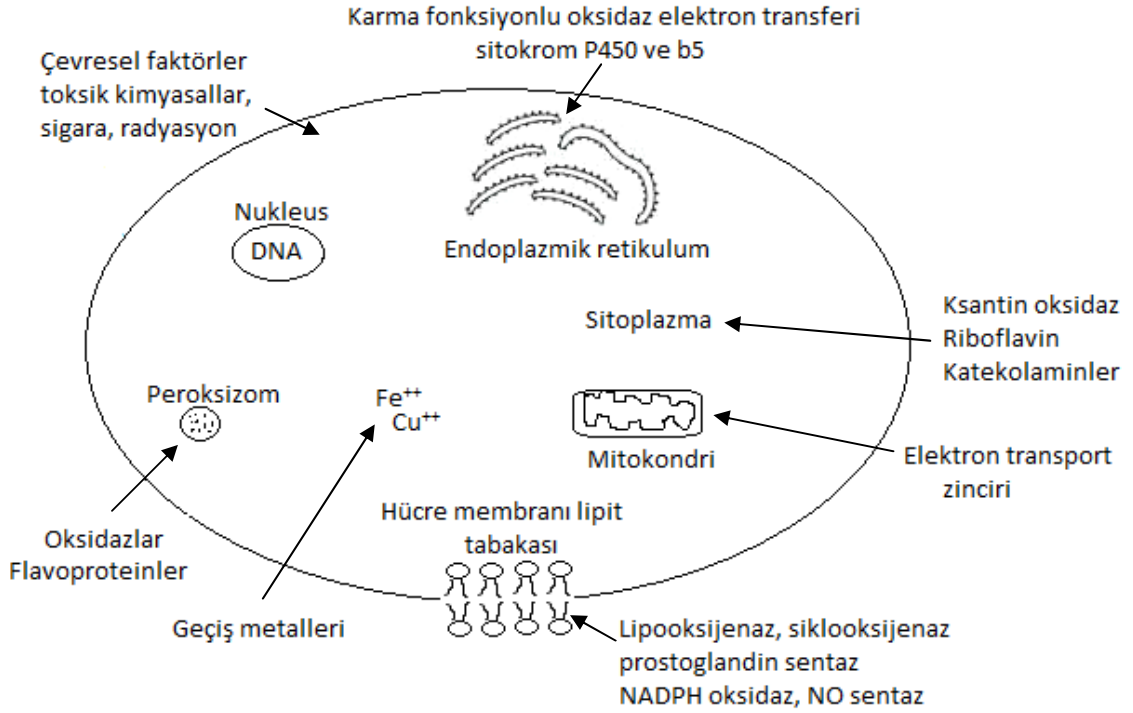 Karma fonksiyonlu oksidaz elektron transferi
sitokrom P450 ve b5
Çevresel faktörler
toksik kimyasallar,
sigara, radyasyon
Nukleus
DNA
Endoplazmik retikulum
Sitoplazma
Ksantin oksidaz
Riboflavin
Katekolaminler
Peroksizom
Fe⁺⁺
Cu⁺⁺
Mitokondri
Elektron transport
zinciri
Oksidazlar
Flavoproteinler
Hücre membranı lipit
tabakası
Geçiş metalleri
Lipooksijenaz, siklooksijenaz
prostoglandin sentaz
NADPH oksidaz, NO sentaz